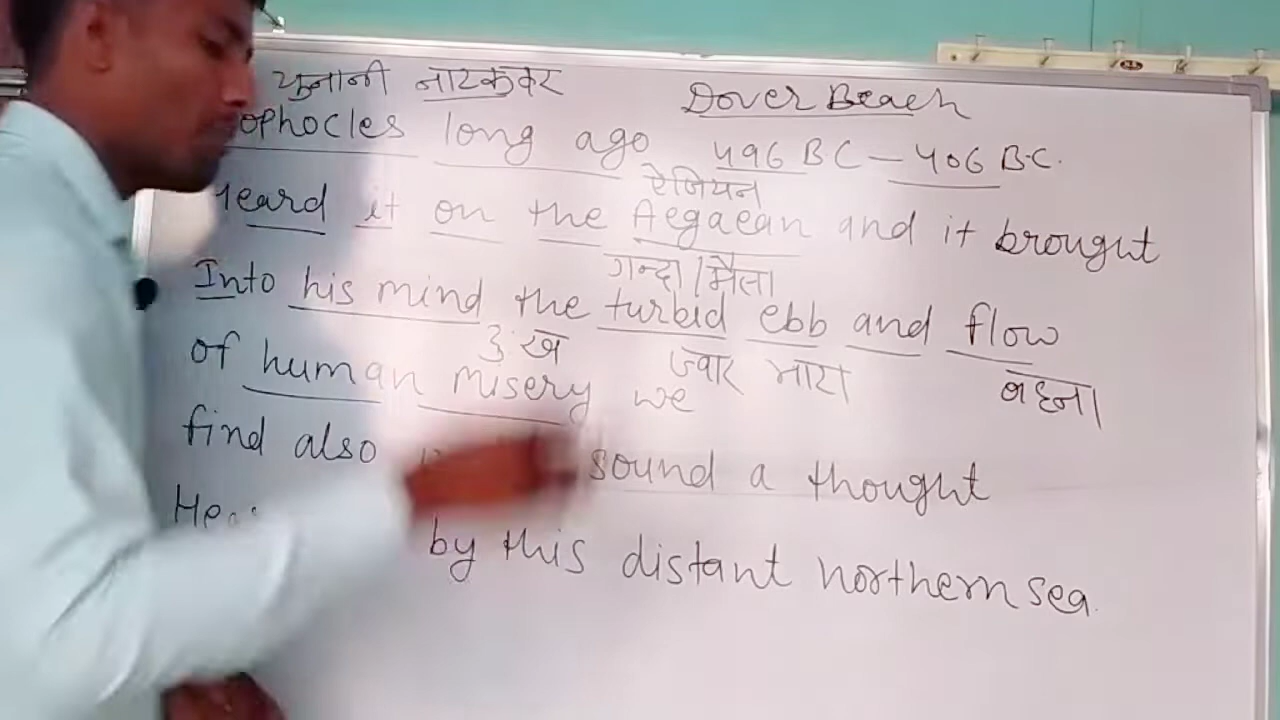 युनानी नाटककार
Dover Beach
ophocles long ago 496 BC — 406 B.C.
ऐजियन
Heard it on the Aegaean and it brought
गन्दा/मैला
Into his mind the turbid ebb and flow
दुःख
ज्वार भाटा
बहना
of human misery we
find also sound a thought
by this distant northern sea.